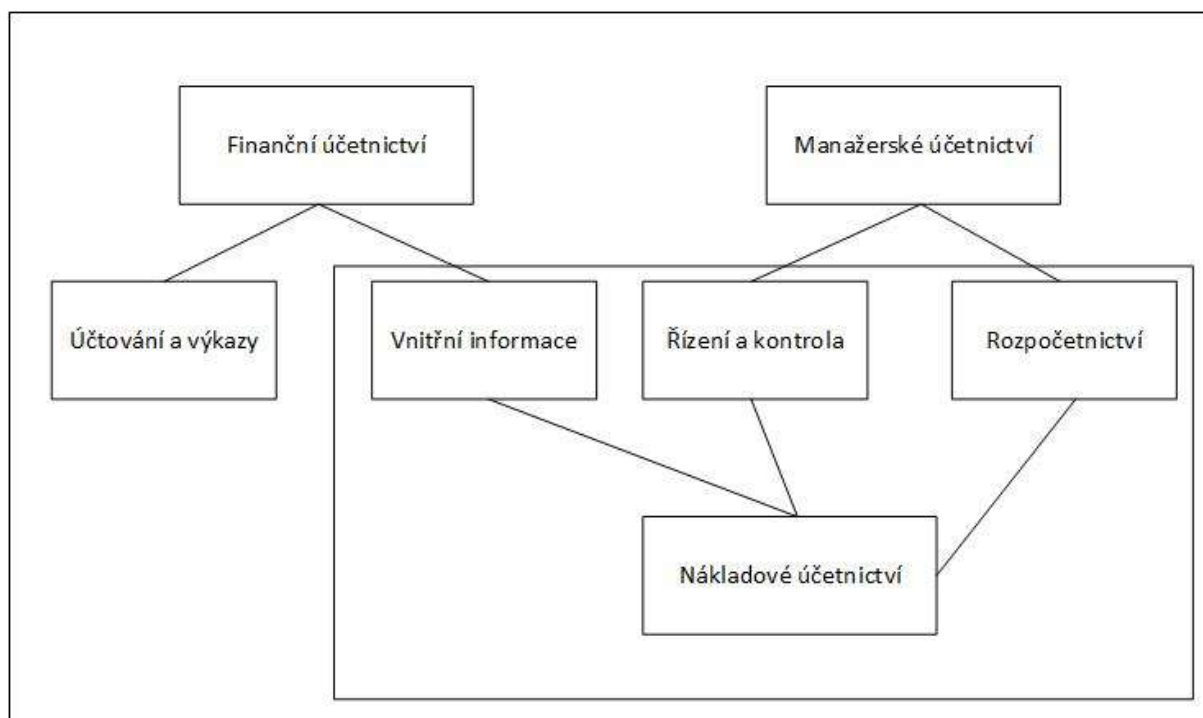 Finanční účetnictví
Manažerské účetnictví
Účtování a výkazy
Vnitřní informace
Řízení a kontrola
Rozpočetnictví
Nákladové účetnictví